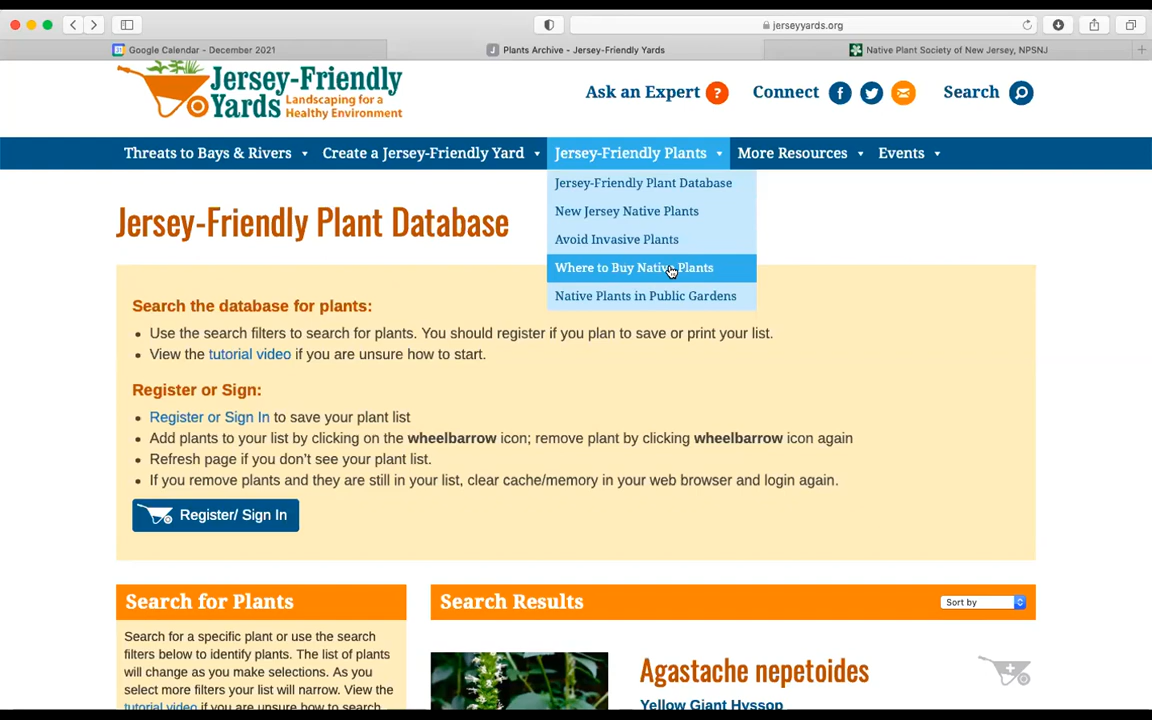 jerseyyards.org
Google Calendar - December 2021
Plants Archive - Jersey-Friendly Yards
Native Plant Society of New Jersey, NPSNJ
Jersey-Friendly
Yards
Landscaping for a
Healthy Environment
Ask an Expert ?
Connect
Search
Threats to Bays & Rivers
Create a Jersey-Friendly Yard
Jersey-Friendly Plants
More Resources
Events
Jersey-Friendly Plant Database
New Jersey Native Plants
Avoid Invasive Plants
Where to Buy Native Plants
Native Plants in Public Gardens
Jersey-Friendly Plant Database
Search the database for plants:
• Use the search filters to search for plants. You should register if you plan to save or print your list.
• View the tutorial video if you are unsure how to start.
Register or Sign:
• Register or Sign In to save your plant list
• Add plants to your list by clicking on the wheelbarrow icon; remove plant by clicking wheelbarrow icon again
• Refresh page if you don't see your plant list.
• If you remove plants and they are still in your list, clear cache/memory in your web browser and login again.
Register/ Sign In
Search for Plants
Search for a specific plant or use the search
filters below to identify plants. The list of plants
will change as you make selections. As you
select more filters your list will narrow. View the
tutorial video if you are unsure how to search
Search Results
Sort by
Agastache nepetoides
Yellow Giant Hyssop